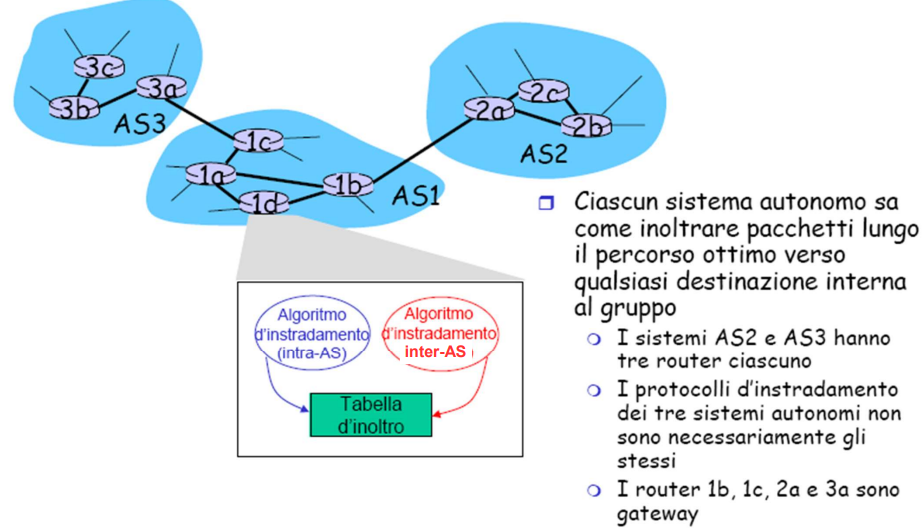 3c
3a
3b
AS3
2c
2a
2b
AS2
1c
1a
1b
1d
AS1
Algoritmo
d'instradamento
(intra-AS)
Algoritmo
d'instradamento
inter-AS
Tabella
d'inoltro
Ciascun sistema autonomo sa
come inoltrare pacchetti lungo
il percorso ottimo verso
qualsiasi destinazione interna
al gruppo
I sistemi AS2 e AS3 hanno
tre router ciascuno
I protocolli d'instradamento
dei tre sistemi autonomi non
sono necessariamente gli
stessi
I router 1b, 1c, 2a e 3a sono
gateway